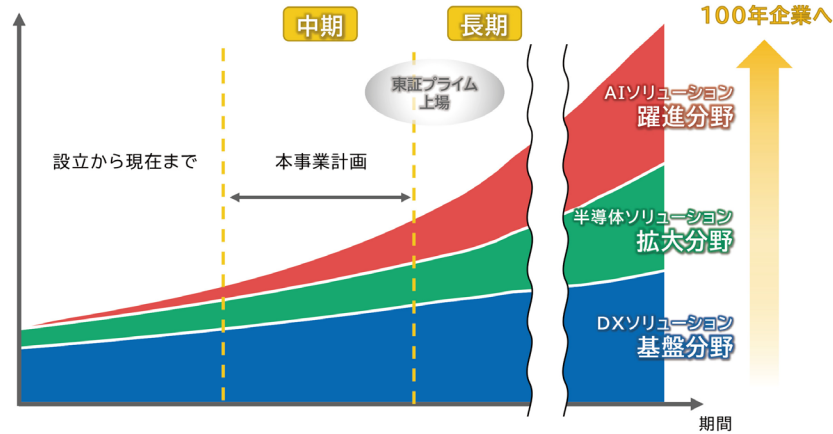 100年企業へ
中期
長期
東証プライム
上場
AIソリューション
躍進分野
設立から現在まで
本事業計画
半導体ソリューション
拡大分野
DXソリューション
基盤分野
期間